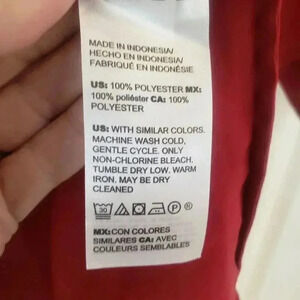 MADE IN INDONESIA/
HECHO EN INDONESIA/
FABRIQUÉ EN INDONÉSIE
US: 100% POLYESTER MX:
100% poliéster CA: 100%
POLYESTER
US: WITH SIMILAR COLORS.
MACHINE WASH COLD,
GENTLE CYCLE. ONLY
NON-CHLORINE BLEACH.
TUMBLE DRY LOW. WARM
IRON. MAY BE DRY
CLEANED
30 P ®
MX:CON COLORES
SIMILARES CA: AVEC
COULEURS SEMBLABLES